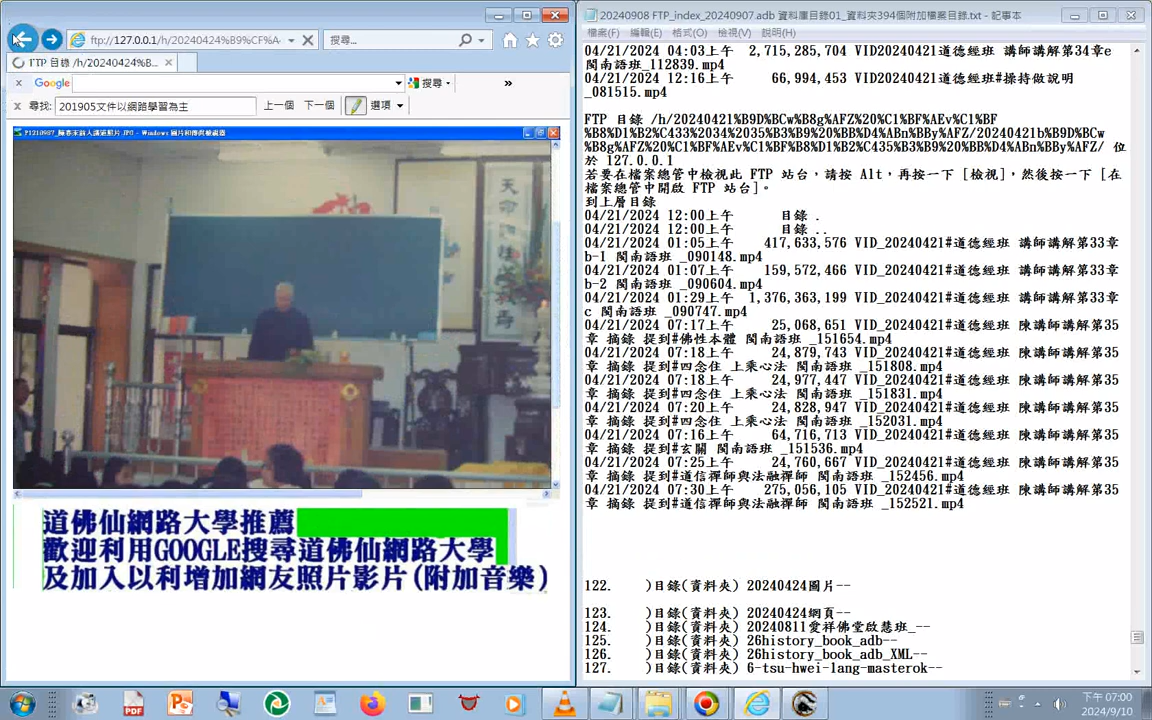 ftp://127.0.0.1/h/20240424%B9%CF%A
搜尋...
FTP 目錄 /h/20240424%B...
Google
搜尋
尋找: 201905文件以網路學習為主
上一個 下一個 選項
P1210987_陳春來前人講道照片.JPG - Windows 圖片和傳真檢視器
道佛仙網路大學推薦
歡迎利用GOOGLE搜尋道佛仙網路大學
及加入以利增加網友照片影片(附加音樂)
20240908 FTP_index_20240907.adb 資料庫目錄01_資料夾394個附加檔案目錄.txt - 記事本
檔案(F) 編輯(E) 格式(O) 檢視(V) 說明(H)
04/21/2024 04:03上午 2,715,285,704 VID20240421道德經班 講師講解第34章e
閩南語班_112839.mp4
04/21/2024 12:16上午 66,994,453 VID20240421道德經班#操持做說明
_081515.mp4
FTP 目錄 /h/20240421%B9D%BCw%B8g%AFZ%20%C1%BF%AEv%C1%BF
%B8%D1%B2%C433%2034%2035%B3%B9%20%BB%D4%ABn%BBy%AFZ/20240421b%B9D%BCw
%B8g%AFZ%20%C1%BF%AEv%C1%BF%B8%D1%B2%C435%B3%B9%20%BB%D4%ABn%BBy%AFZ/ 位
於 127.0.0.1
若要在檔案總管中檢視此 FTP 站台，請按 Alt，再按一下 [檢視]，然後按一下 [在
檔案總管中開啟 FTP 站台]。
到上層目錄
04/21/2024 12:00上午 目錄 .
04/21/2024 12:00上午 目錄 ..
04/21/2024 01:05上午 417,633,576 VID_20240421#道德經班 講師講解第33章
b-1 閩南語班 _090148.mp4
04/21/2024 01:07上午 159,572,466 VID_20240421#道德經班 講師講解第33章
b-2 閩南語班 _090604.mp4
04/21/2024 01:29上午 1,376,363,199 VID_20240421#道德經班 講師講解第33章
c 閩南語班 _090747.mp4
04/21/2024 07:17上午 25,068,651 VID_20240421#道德經班 陳講師講解第35
章 摘錄 提到#佛性本體 閩南語班 _151654.mp4
04/21/2024 07:18上午 24,879,743 VID_20240421#道德經班 陳講師講解第35
章 摘錄 提到#四念住 上乘心法 閩南語班 _151808.mp4
04/21/2024 07:18上午 24,977,447 VID_20240421#道德經班 陳講師講解第35
章 摘錄 提到#四念住 上乘心法 閩南語班 _151831.mp4
04/21/2024 07:20上午 24,828,947 VID_20240421#道德經班 陳講師講解第35
章 摘錄 提到#四念住 上乘心法 閩南語班 _152031.mp4
04/21/2024 07:16上午 64,716,713 VID_20240421#道德經班 陳講師講解第35
章 摘錄 提到#玄關 閩南語班 _151536.mp4
04/21/2024 07:25上午 24,760,667 VID_20240421#道德經班 陳講師講解第35
章 摘錄 提到#道信禪師與法融禪師 閩南語班 _152456.mp4
04/21/2024 07:30上午 275,056,105 VID_20240421#道德經班 陳講師講解第35
章 摘錄 提到#道信禪師與法融禪師 閩南語班 _152521.mp4
122. )目錄(資料夾) 20240424圖片--
123. )目錄(資料夾) 20240424網頁--
124. )目錄(資料夾) 20240811愛祥佛堂啟慧班_--
125. )目錄(資料夾) 26history_book_adb--
126. )目錄(資料夾) 26history_book_adb_XML--
127. )目錄(資料夾) 6-tsu-hwei-lang-masterok--
下午 07:00
2024/9/10